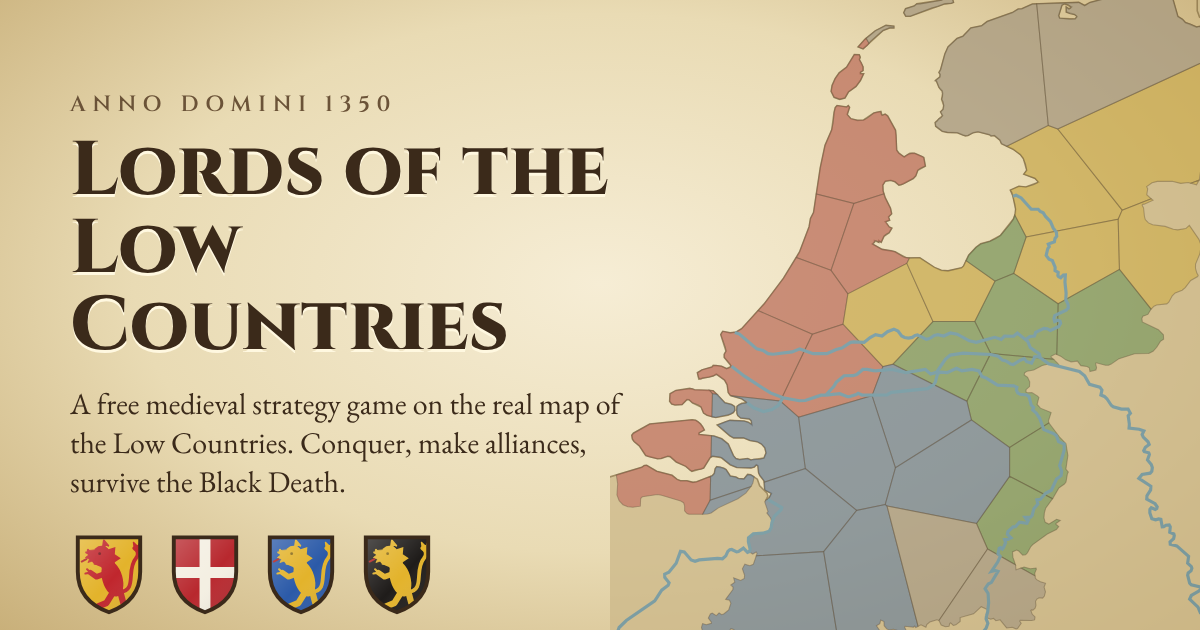 ANNO DOMINI 1350
LORDS OF THE
LOW
COUNTRIES
A free medieval strategy game on the real map of
the Low Countries. Conquer, make alliances,
survive the Black Death.